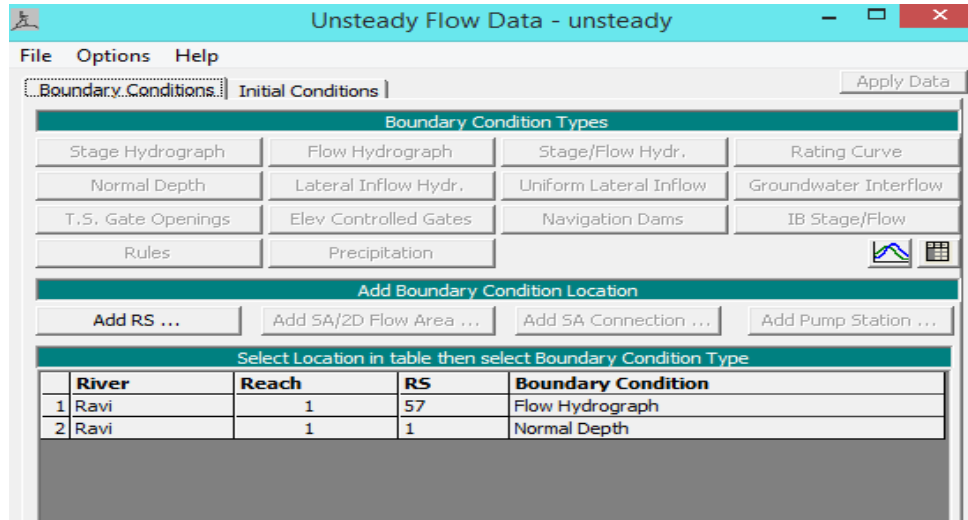 Unsteady Flow Data - unsteady
File Options Help
Boundary Conditions Initial Conditions Apply Data
Boundary Condition Types
Stage Hydrograph Flow Hydrograph Stage/Flow Hydr. Rating Curve
Normal Depth Lateral Inflow Hydr. Uniform Lateral Inflow Groundwater Interflow
T.S. Gate Openings Elev Controlled Gates Navigation Dams IB Stage/Flow
Rules Precipitation
Add Boundary Condition Location
Add RS ... Add SA/2D Flow Area ... Add SA Connection ... Add Pump Station ...
Select Location in table then select Boundary Condition Type
River Reach RS Boundary Condition
1 Ravi 1 57 Flow Hydrograph
2 Ravi 1 1 Normal Depth